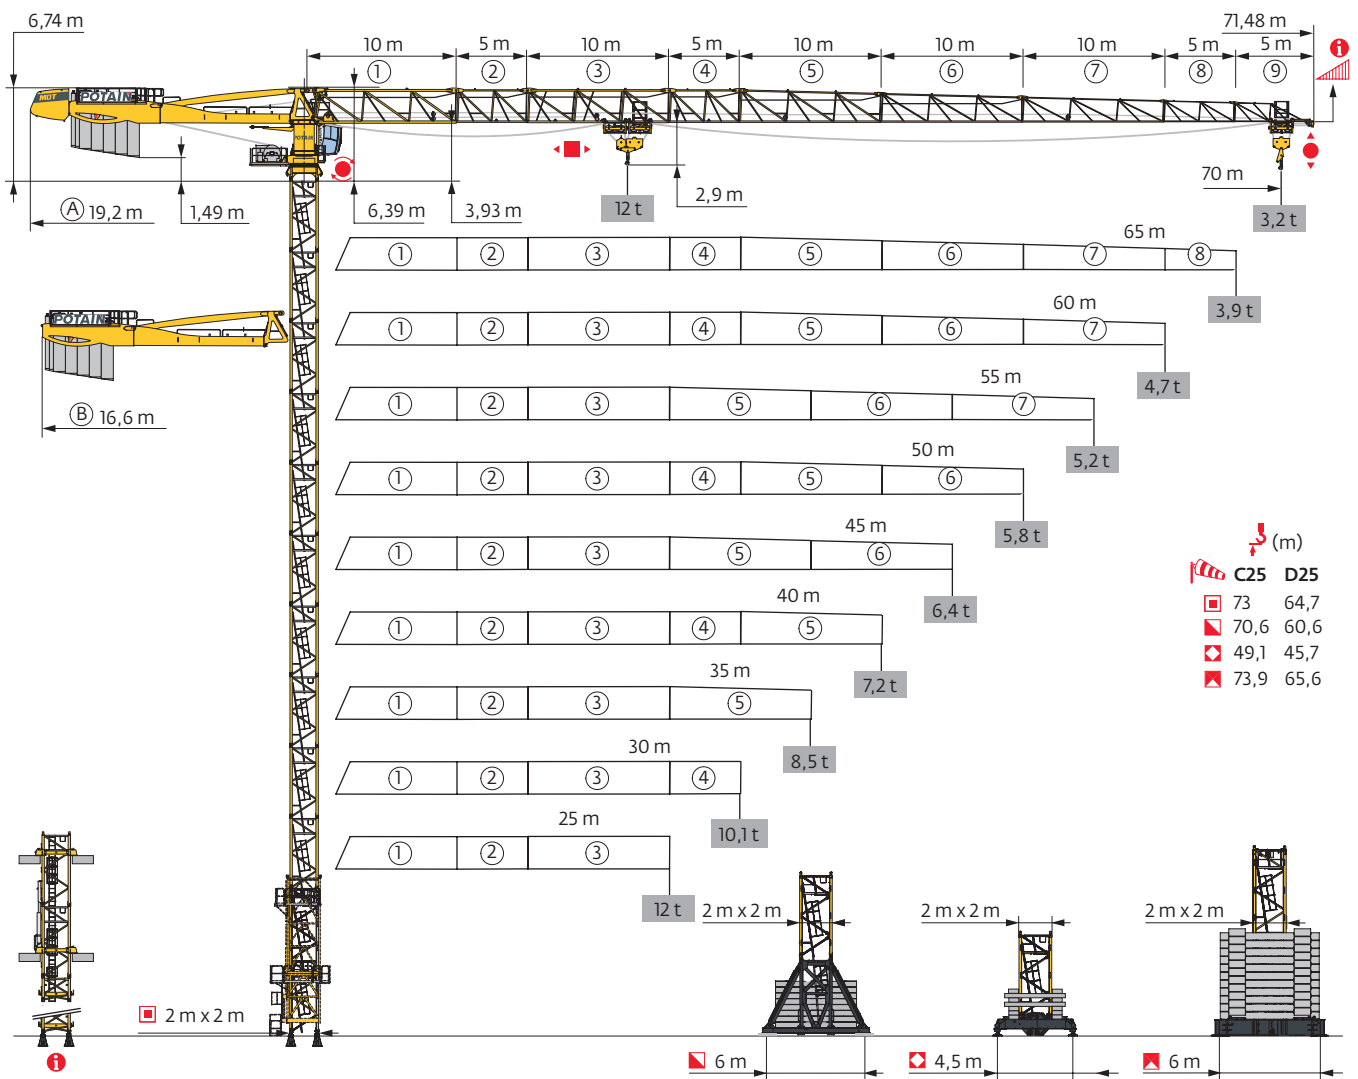 6,74 m
71,48 m
10 m 5 m 10 m 5 m 10 m 10 m 10 m 5 m 5 m
1 2 3 4 5 6 7 8 9
i
MDT POTAIN
POTAIN
A 19,2 m
1,49 m
6,39 m
3,93 m
2,9 m
12 t
70 m
3,2 t
65 m
1 2 3 4 5 6 7 8
3,9 t
POTAIN
B 16,6 m
60 m
1 2 3 4 5 6 7
4,7 t
55 m
1 2 3 5 6 7
5,2 t
50 m
1 2 3 4 5 6
5,8 t
45 m
1 2 3 5 6
6,4 t
40 m
1 2 3 4 5
7,2 t
35 m
1 2 3 5
8,5 t
30 m
1 2 3 4
10,1 t
25 m
1 2 3
12 t
(m)
C25 D25
73 64,7
70,6 60,6
49,1 45,7
73,9 65,6
2 m x 2 m
2 m x 2 m
2 m x 2 m
2 m x 2 m
i
6 m
4,5 m
6 m